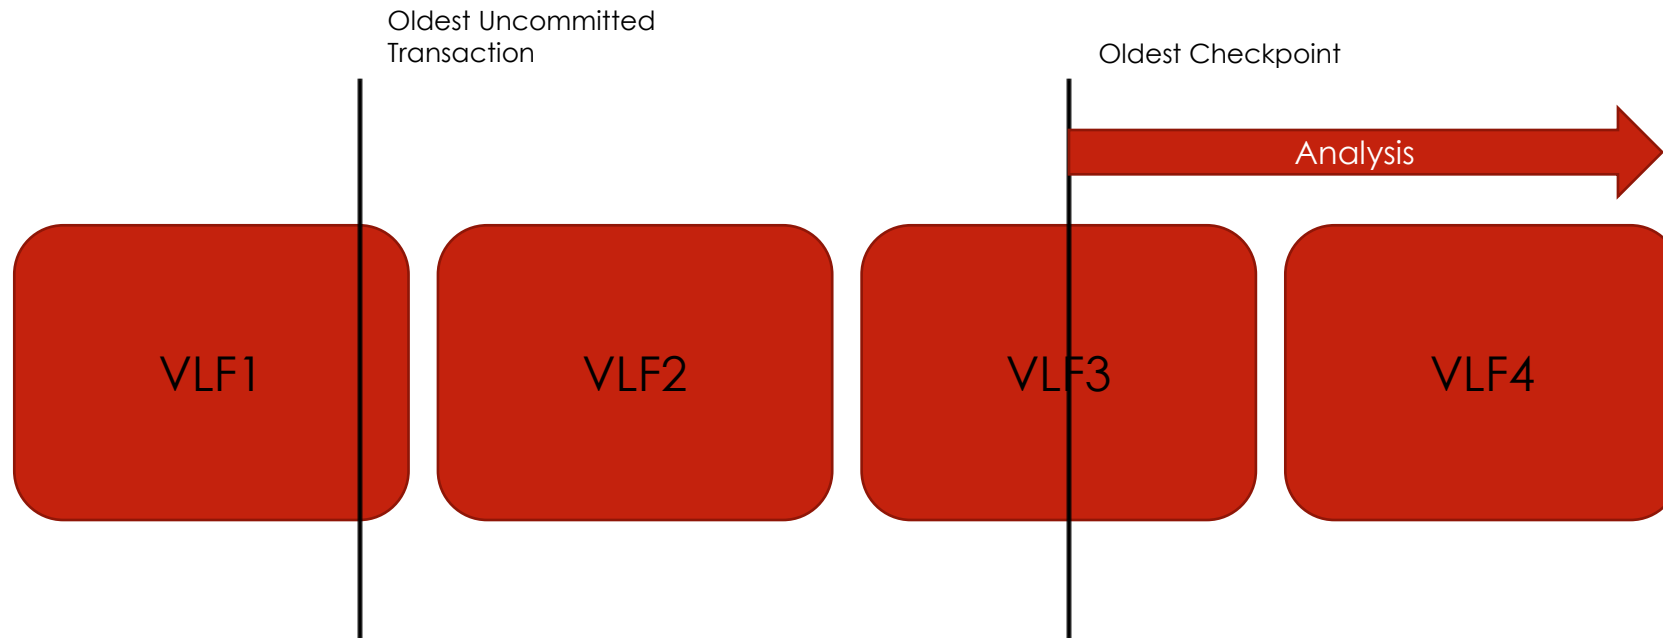 Oldest Uncommitted
Transaction
Oldest Checkpoint
Analysis
VLF1
VLF2
VLF3
VLF4